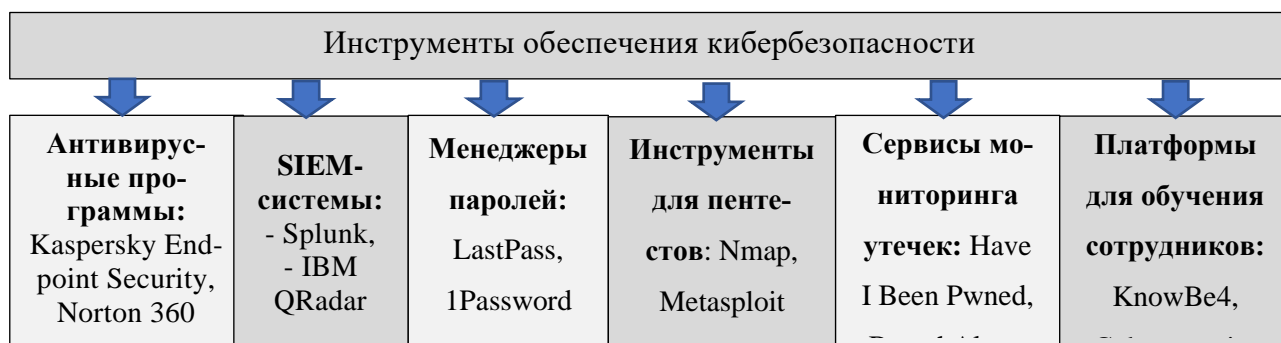 Инструменты обеспечения кибербезопасности
Антивирус-
ные про-
граммы:
Kaspersky End-
point Security,
Norton 360
SIEM-
системы:
- Splunk,
- IBM
QRadar
Менеджеры
паролей:
LastPass,
1Password
Инструменты
для пенте-
стов: Nmap,
Metasploit
Сервисы мо-
ниторинга
утечек: Have
I Been Pwned,
Платформы
для обучения
сотрудников:
KnowBe4,